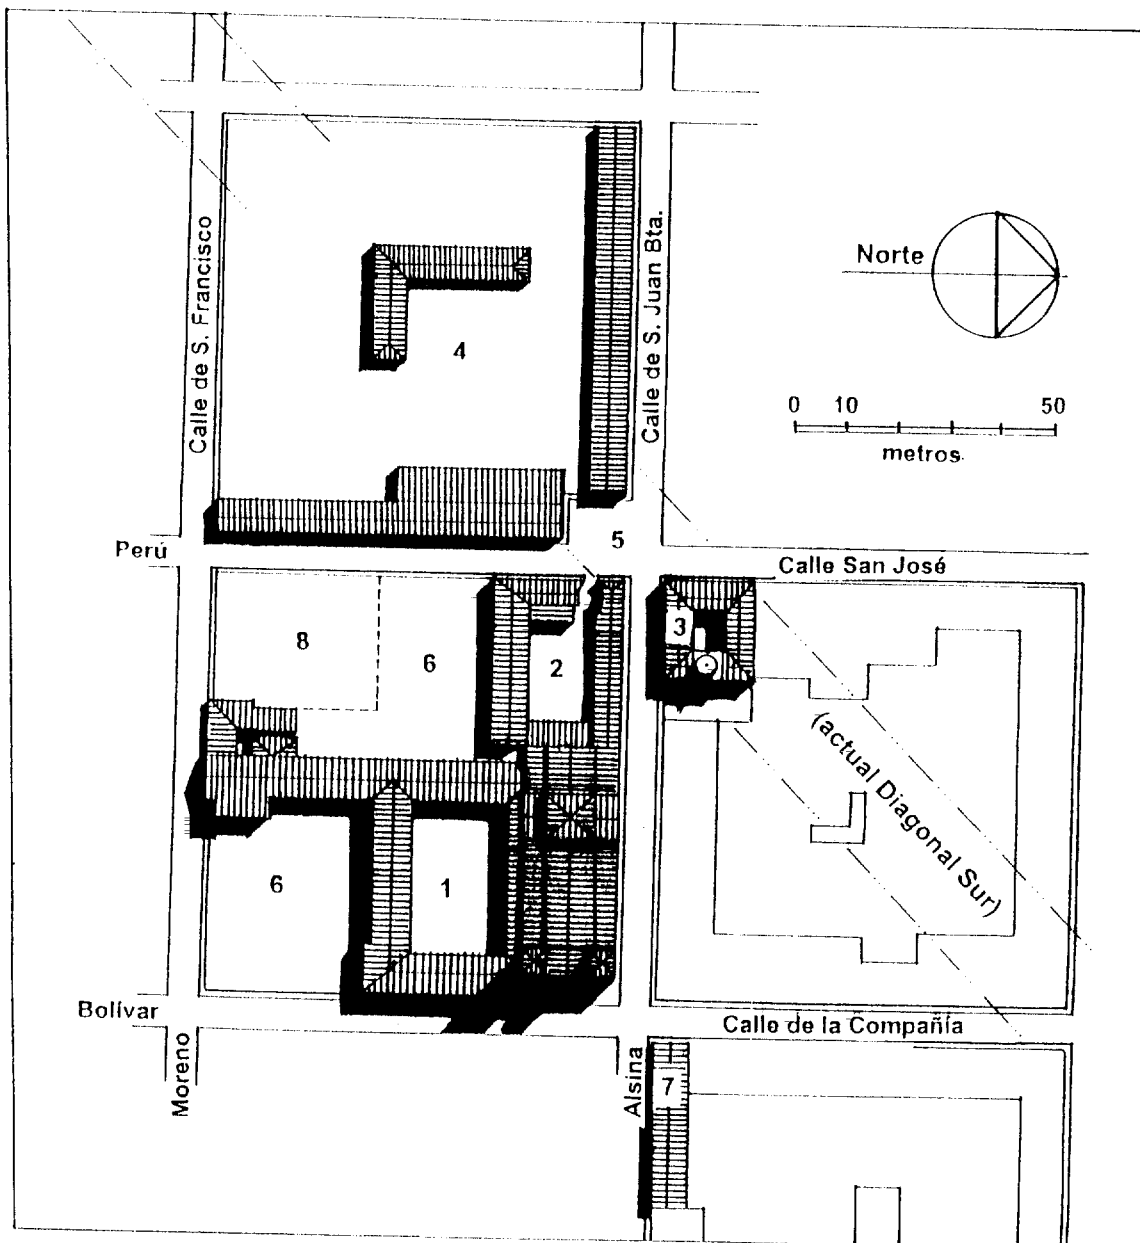 Calle de S. Francisco
Calle de S. Juan Bta.
Norte
0 10 50
metros
4
5
Perú
Calle San José
8
6
2
3
(actual Diagonal Sur)
6
1
Bolívar
Calle de la Compañía
Moreno
Alsina
7